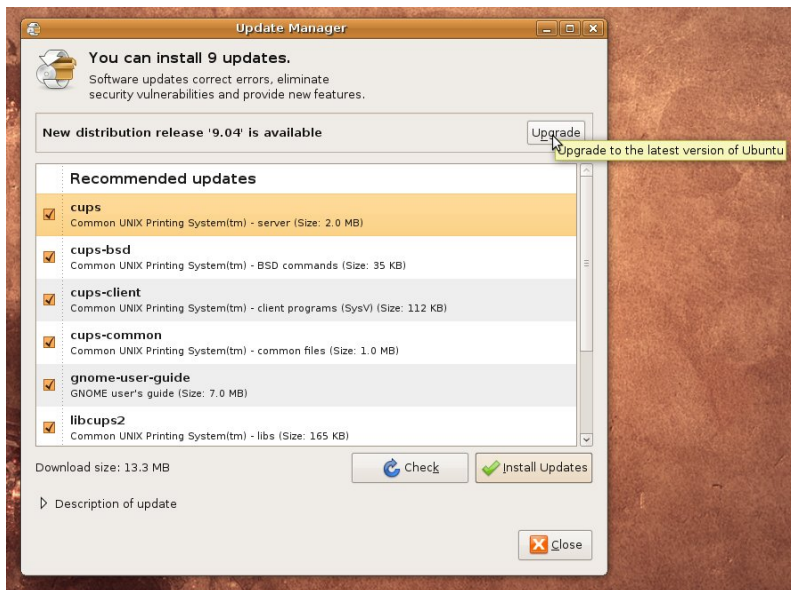 Update Manager
You can install 9 updates.
Software updates correct errors, eliminate
security vulnerabilities and provide new features.
New distribution release '9.04' is available
Upgrade
Upgrade to the latest version of Ubuntu
Recommended updates
cups
Common UNIX Printing System(tm) - server (Size: 2.0 MB)
cups-bsd
Common UNIX Printing System(tm) - BSD commands (Size: 35 KB)
cups-client
Common UNIX Printing System(tm) - client programs (SysV) (Size: 112 KB)
cups-common
Common UNIX Printing System(tm) - common files (Size: 1.0 MB)
gnome-user-guide
GNOME user's guide (Size: 7.0 MB)
libcups2
Common UNIX Printing System(tm) - libs (Size: 165 KB)
Download size: 13.3 MB
Check
Install Updates
Description of update
Close